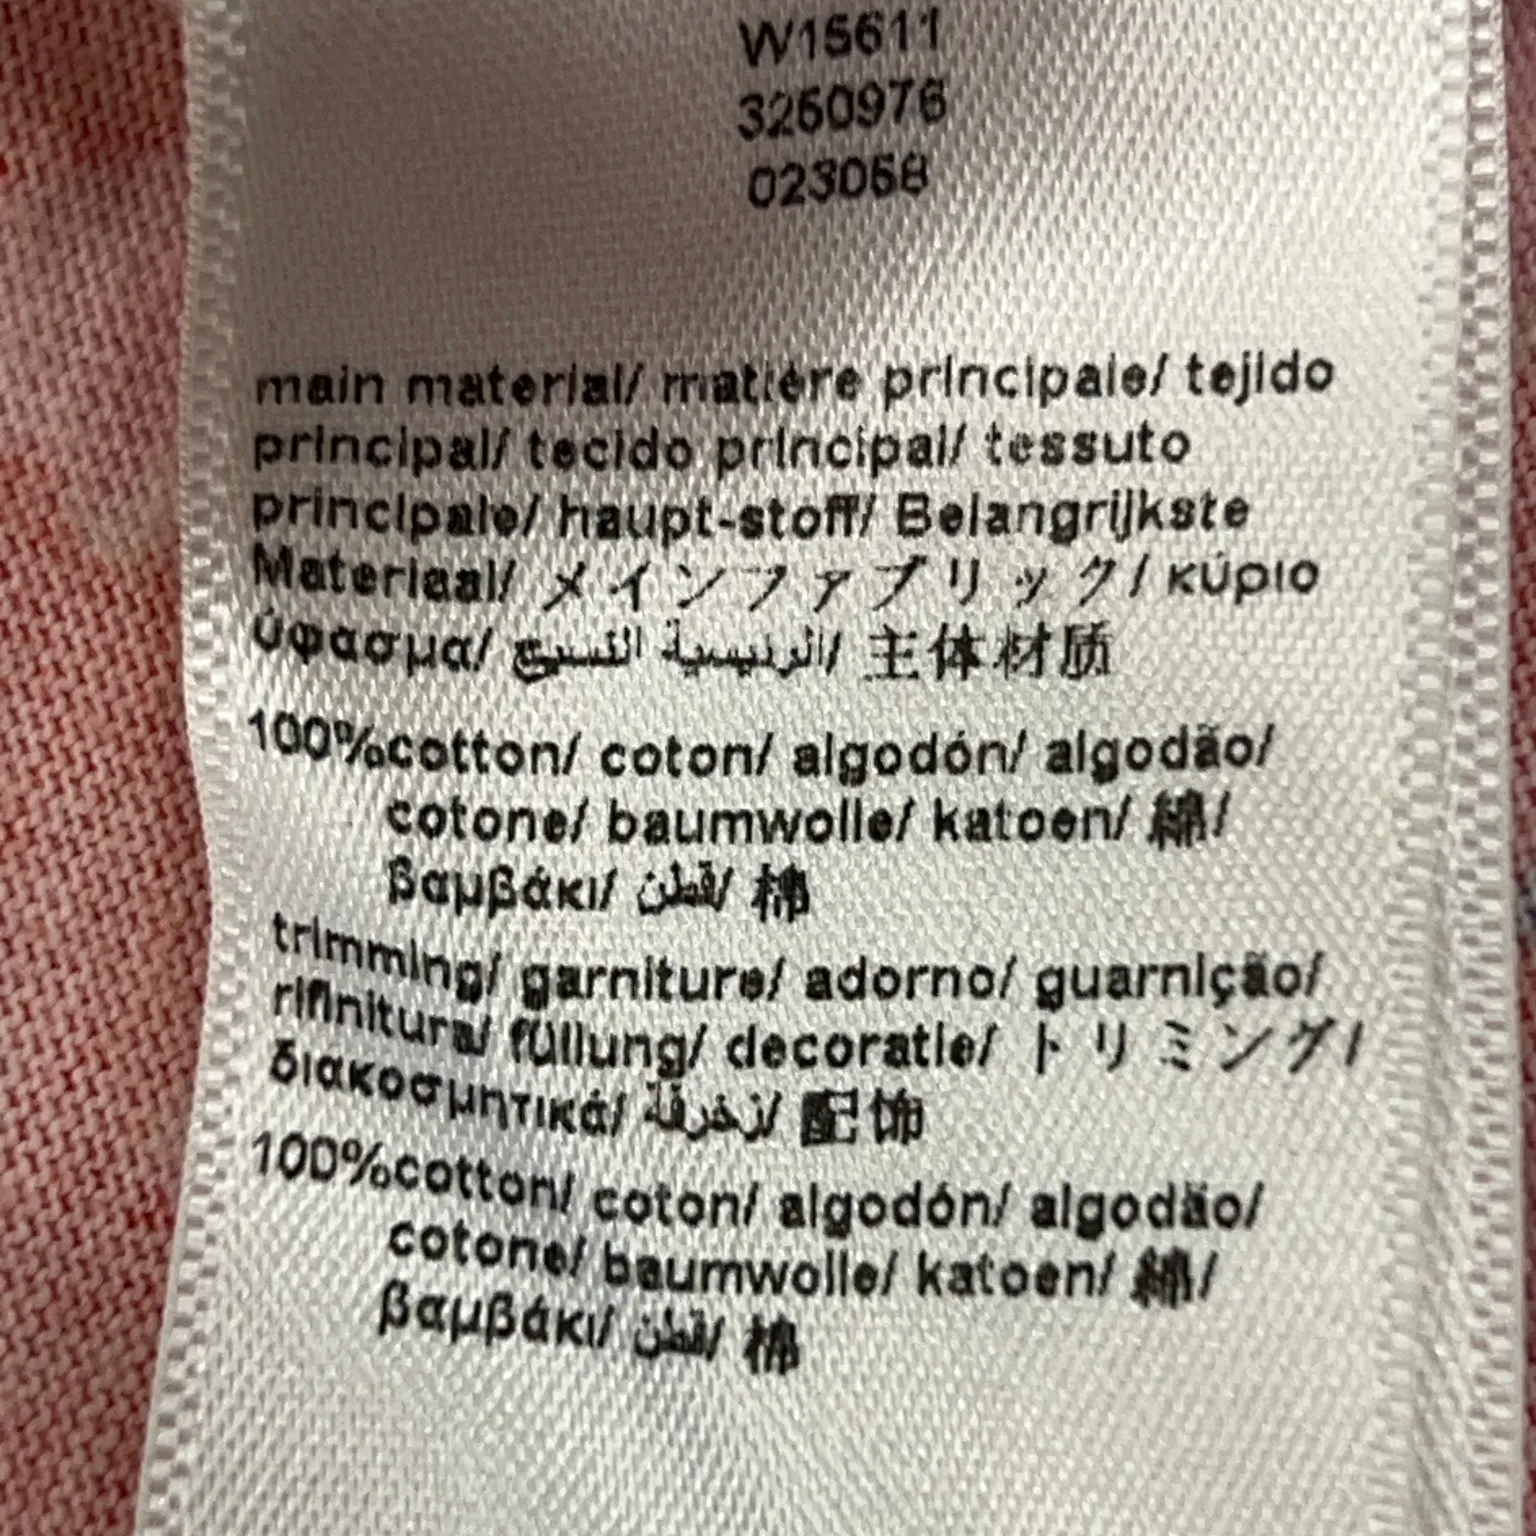 W15611
3260976
023058
main material/ matière principale/ tejido
principal/ tecido principal/ tessuto
principale/ haupt-stoff/ Belangrijkste
Materiaal/ メインファブリック/ κύριο
ύφασμα/ الرئيسية النسيج/ 主体材质
100%cotton/ coton/ algodón/ algodão/
cotone/ baumwolle/ katoen/ 綿/
βαμβάκι/ قطن/ 棉
trimming/ garniture/ adorno/ guarnição/
rifinitura/ füllung/ decoratie/ トリミング/
διακοσμητικά/ زخرفة/ 配饰
100%cotton/ coton/ algodón/ algodão/
cotone/ baumwolle/ katoen/ 綿/
βαμβάκι/ قطن/ 棉